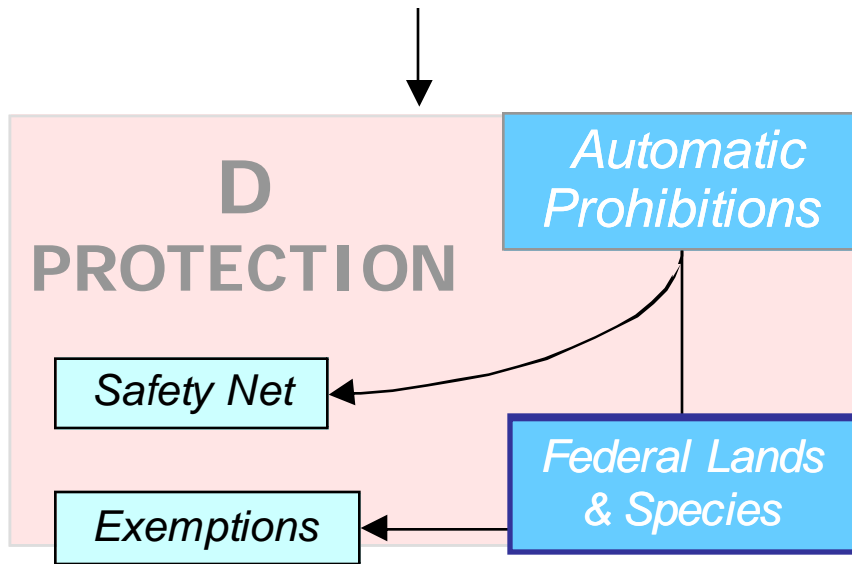 D
PROTECTION
Automatic
Prohibitions
Safety Net
Federal Lands
& Species
Exemptions